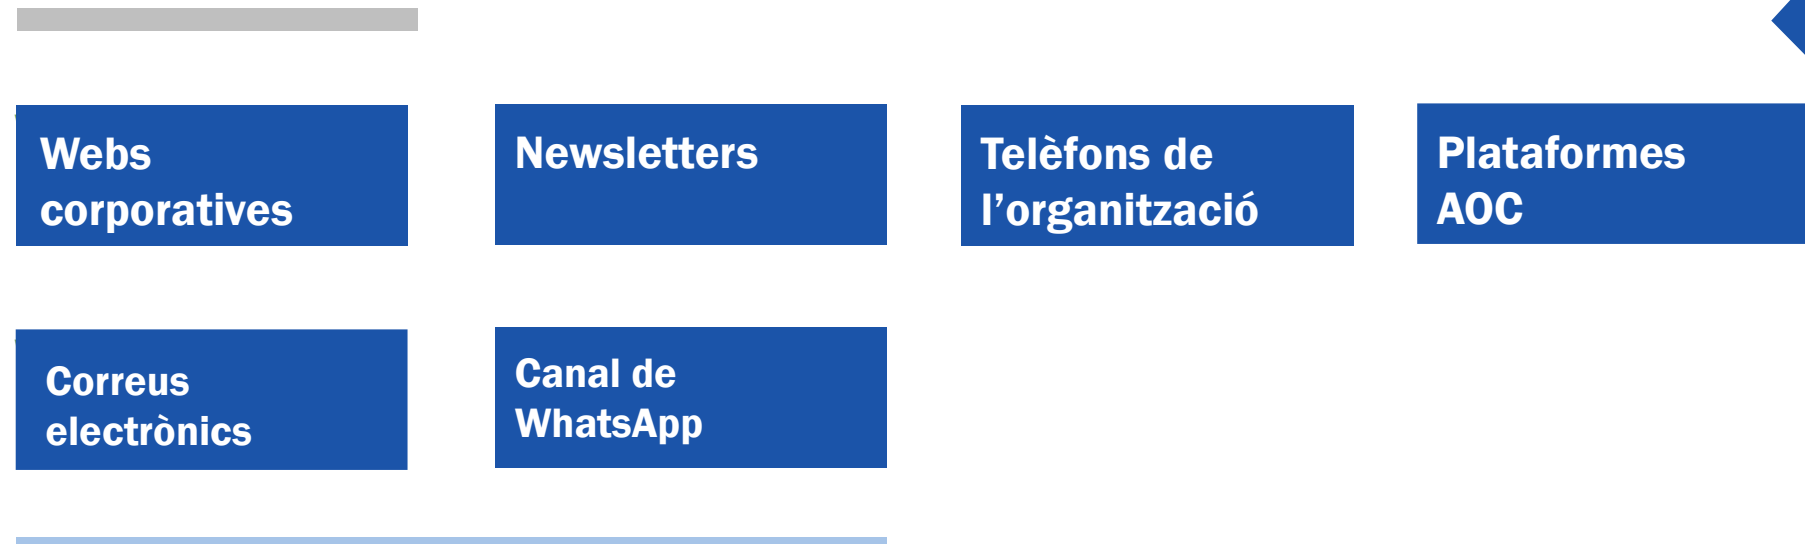 Webs
corporatives
Newsletters
Telèfons de
l’organització
Plataformes
AOC
Correus
electrònics
Canal de
WhatsApp